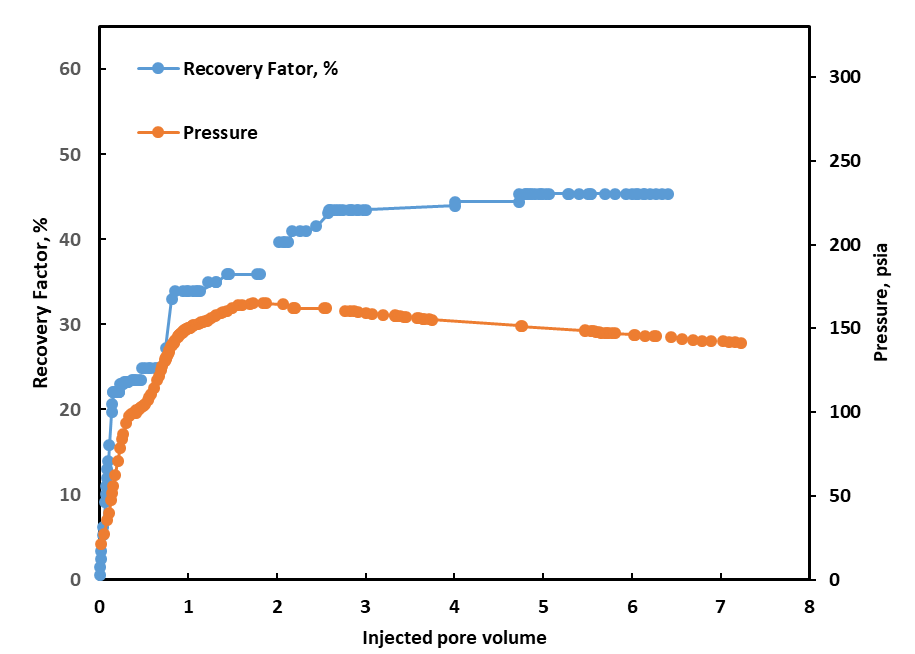 Recovery Fator, %
Pressure
Recovery Factor, %
60
50
40
30
20
10
0
300
250
200
150
100
50
0
Pressure, psia
0 1 2 3 4 5 6 7 8
Injected pore volume